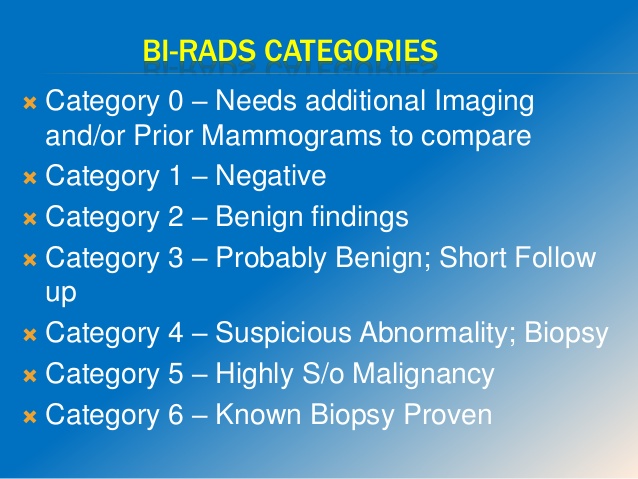 BI-RADS CATEGORIES
Category 0 – Needs additional Imaging
and/or Prior Mammograms to compare
Category 1 – Negative
Category 2 – Benign findings
Category 3 – Probably Benign; Short Follow
up
Category 4 – Suspicious Abnormality; Biopsy
Category 5 – Highly S/o Malignancy
Category 6 – Known Biopsy Proven